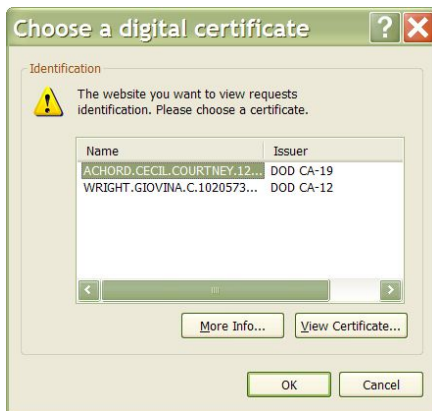 Choose a digital certificate
Identification
The website you want to view requests
identification. Please choose a certificate.
Name Issuer
ACHORD.CECIL.COURTNEY.12... DOD CA-19
WRIGHT.GIOVINA.C.1020573... DOD CA-12
More Info... View Certificate...
OK Cancel